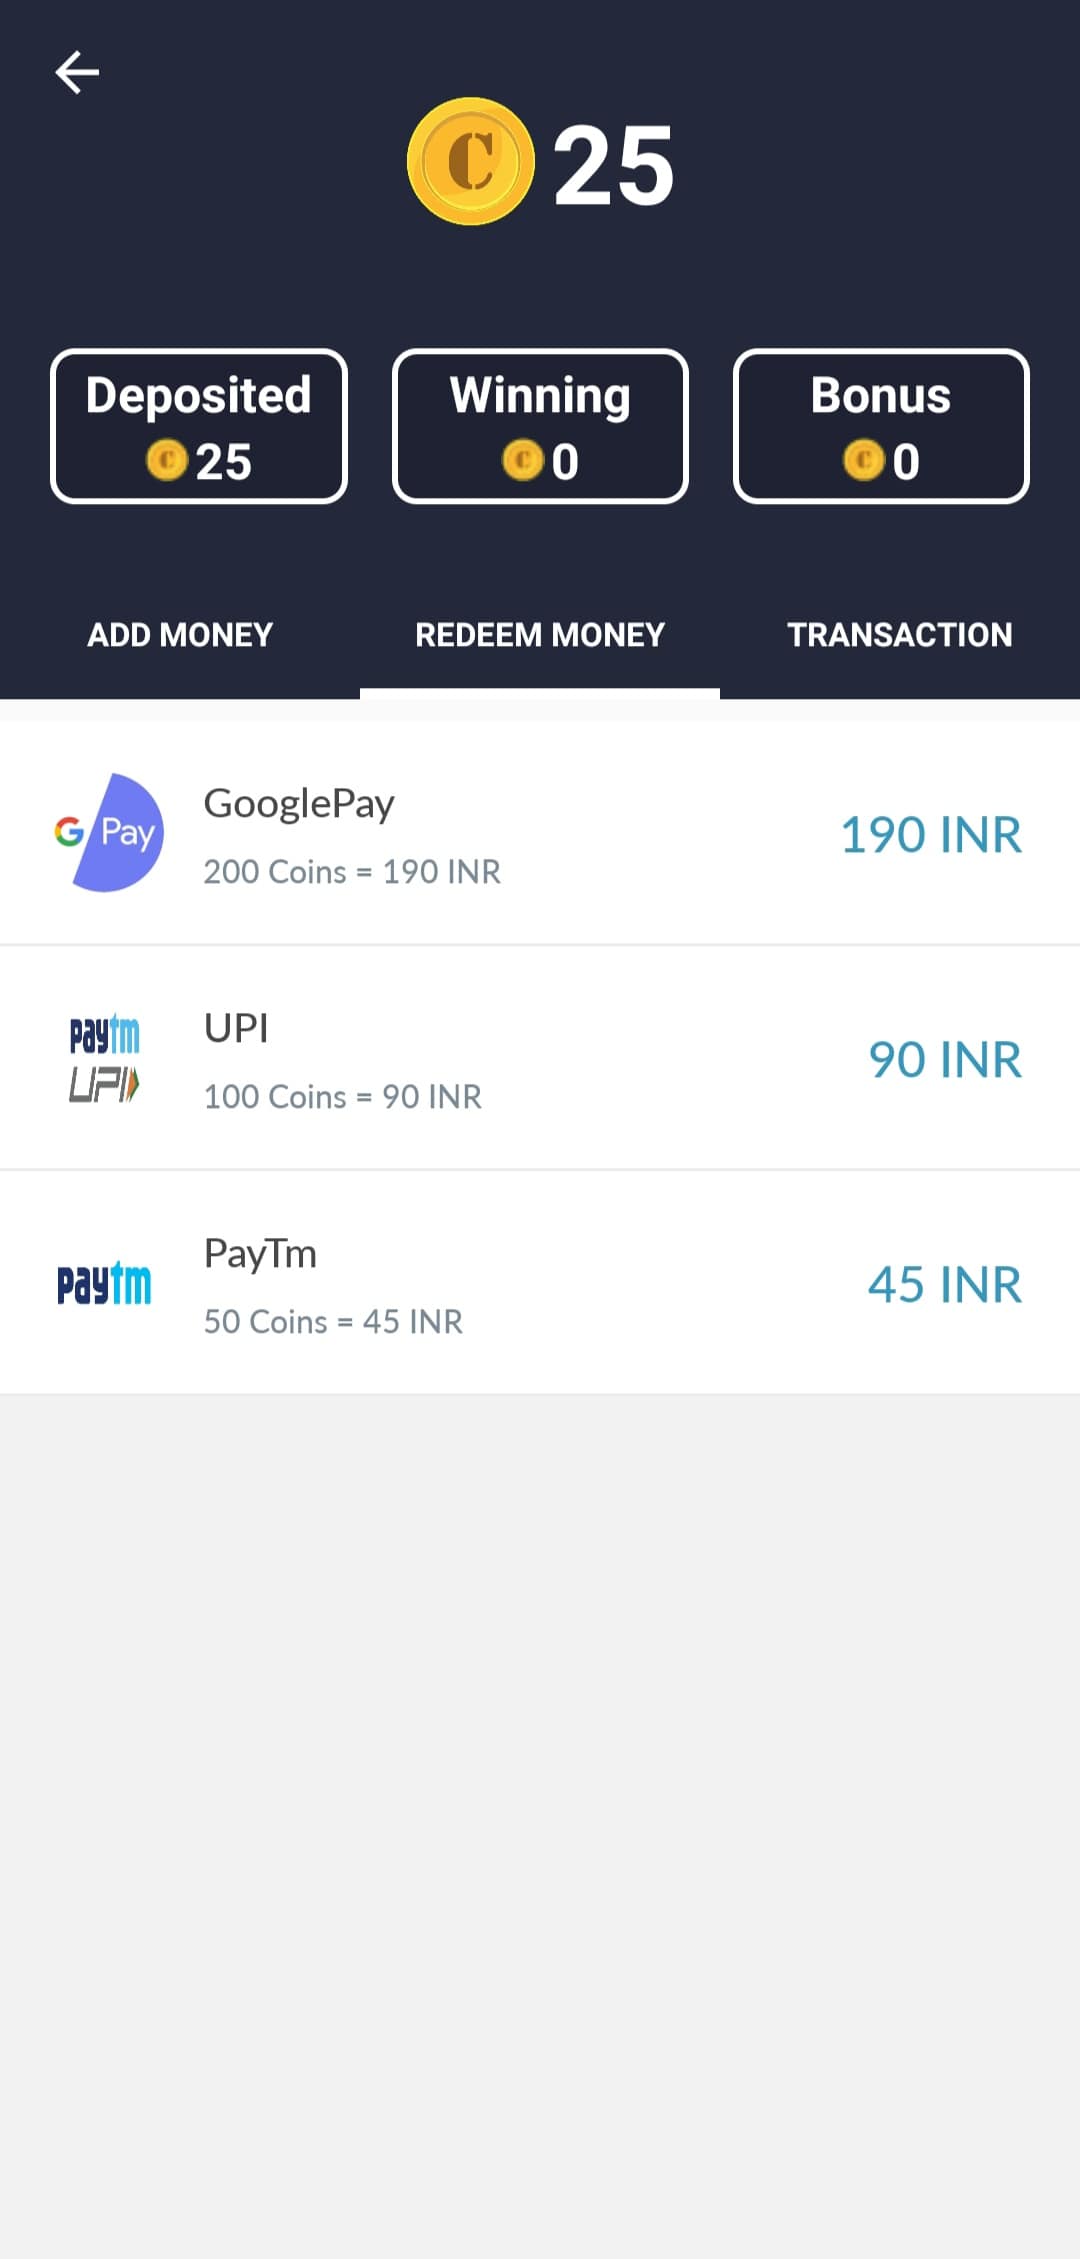 C 25
Deposited
C 25
Winning
C 0
Bonus
C 0
ADD MONEY
REDEEM MONEY
TRANSACTION
G Pay
GooglePay
200 Coins = 190 INR
190 INR
paytm
UPI
UPI
100 Coins = 90 INR
90 INR
paytm
PayTm
50 Coins = 45 INR
45 INR